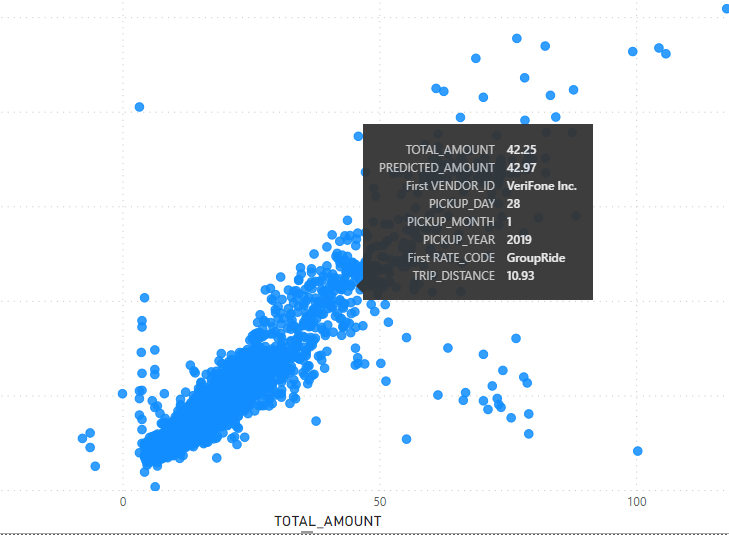 TOTAL_AMOUNT 42.25
PREDICTED_AMOUNT 42.97
First VENDOR_ID VeriFone Inc.
PICKUP_DAY 28
PICKUP_MONTH 1
PICKUP_YEAR 2019
First RATE_CODE GroupRide
TRIP_DISTANCE 10.93
0 50 100
TOTAL_AMOUNT